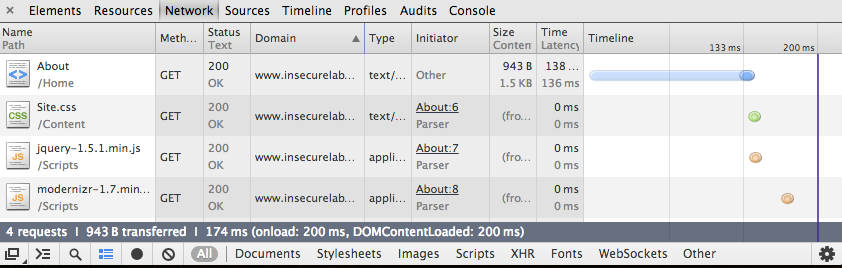 × Elements Resources Network Sources Timeline Profiles Audits Console
Name Path Meth... Status Text Domain ▲ Type Initiator Size Conten Time Latency Timeline 133 ms 200 ms
About /Home GET 200 OK www.insecurelab... text/... Other 943 B 1.5 KB 138 ... 136 ms
Site.css /Content GET 200 OK www.insecurelab... text/... About:6 Parser (fro... 0 ms 0 ms
jquery-1.5.1.min.js /Scripts GET 200 OK www.insecurelab... appli... About:7 Parser (fro... 0 ms 0 ms
modernizr-1.7.min... /Scripts GET 200 OK www.insecurelab... appli... About:8 Parser (fro... 0 ms 0 ms
4 requests | 943 B transferred | 174 ms (onload: 200 ms, DOMContentLoaded: 200 ms)
All Documents Stylesheets Images Scripts XHR Fonts WebSockets Other